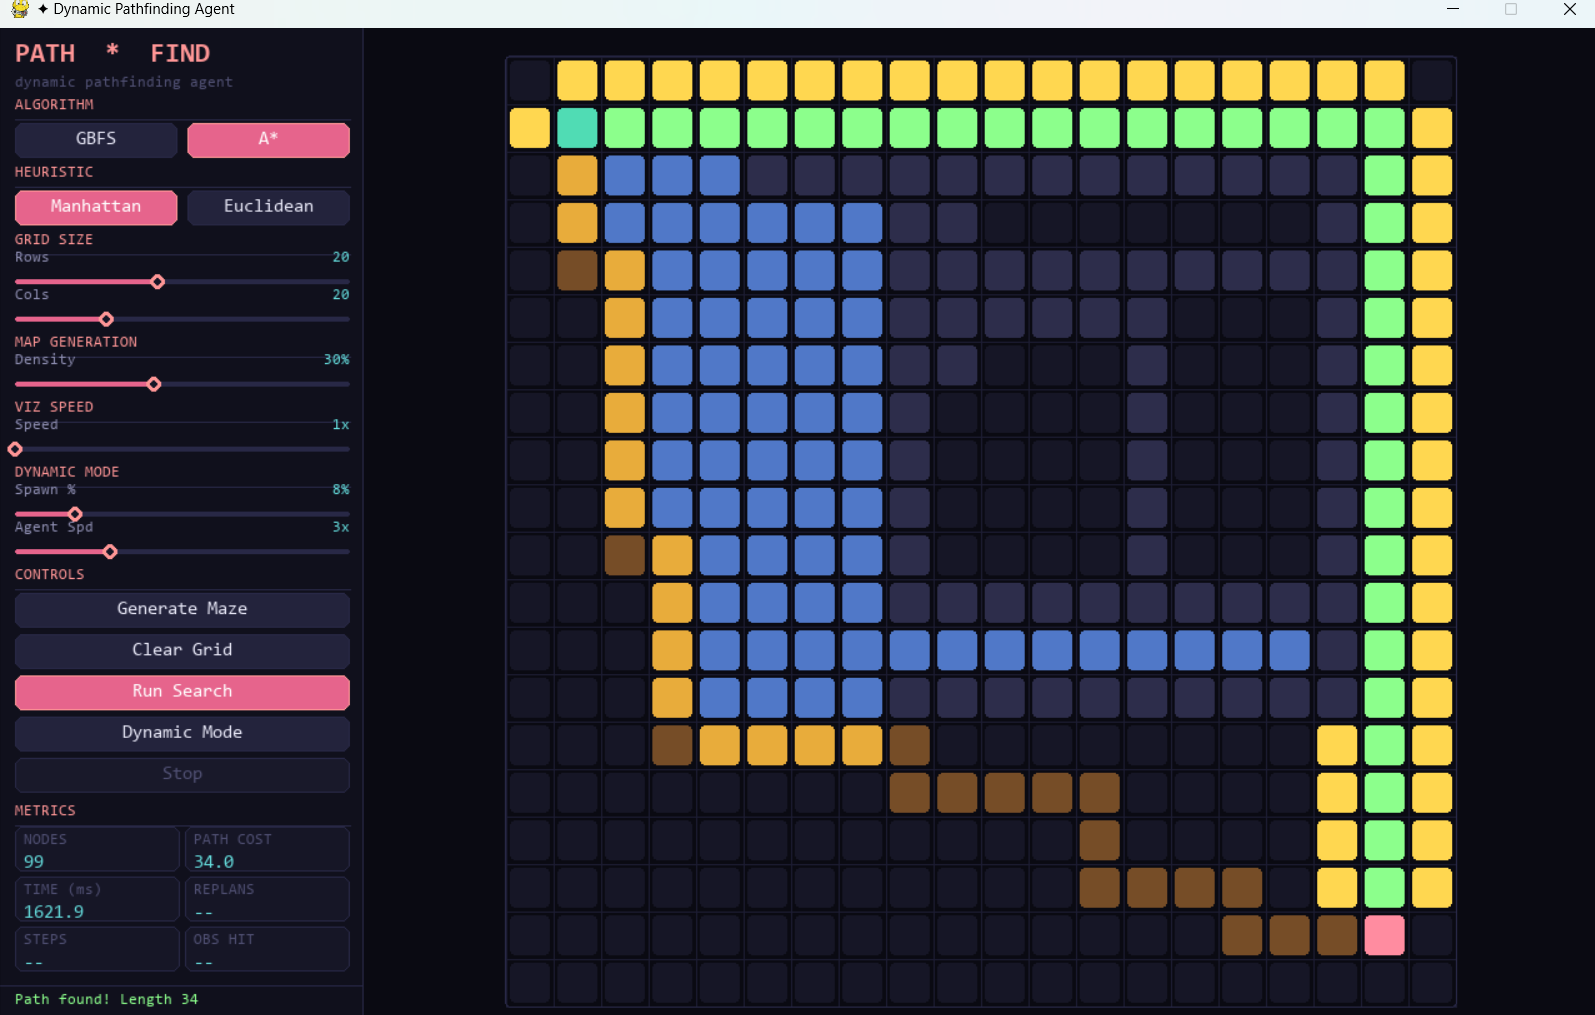 ✦ Dynamic Pathfinding Agent
PATH * FIND
dynamic pathfinding agent
ALGORITHM
GBFS A*
HEURISTIC
Manhattan Euclidean
GRID SIZE
Rows 20
Cols 20
MAP GENERATION
Density 30%
VIZ SPEED
Speed 1x
DYNAMIC MODE
Spawn % 8%
Agent Spd 3x
CONTROLS
Generate Maze
Clear Grid
Run Search
Dynamic Mode
Stop
METRICS
NODES PATH COST
99 34.0
TIME (ms) REPLANS
1621.9 --
STEPS OBS HIT
-- --
Path found! Length 34